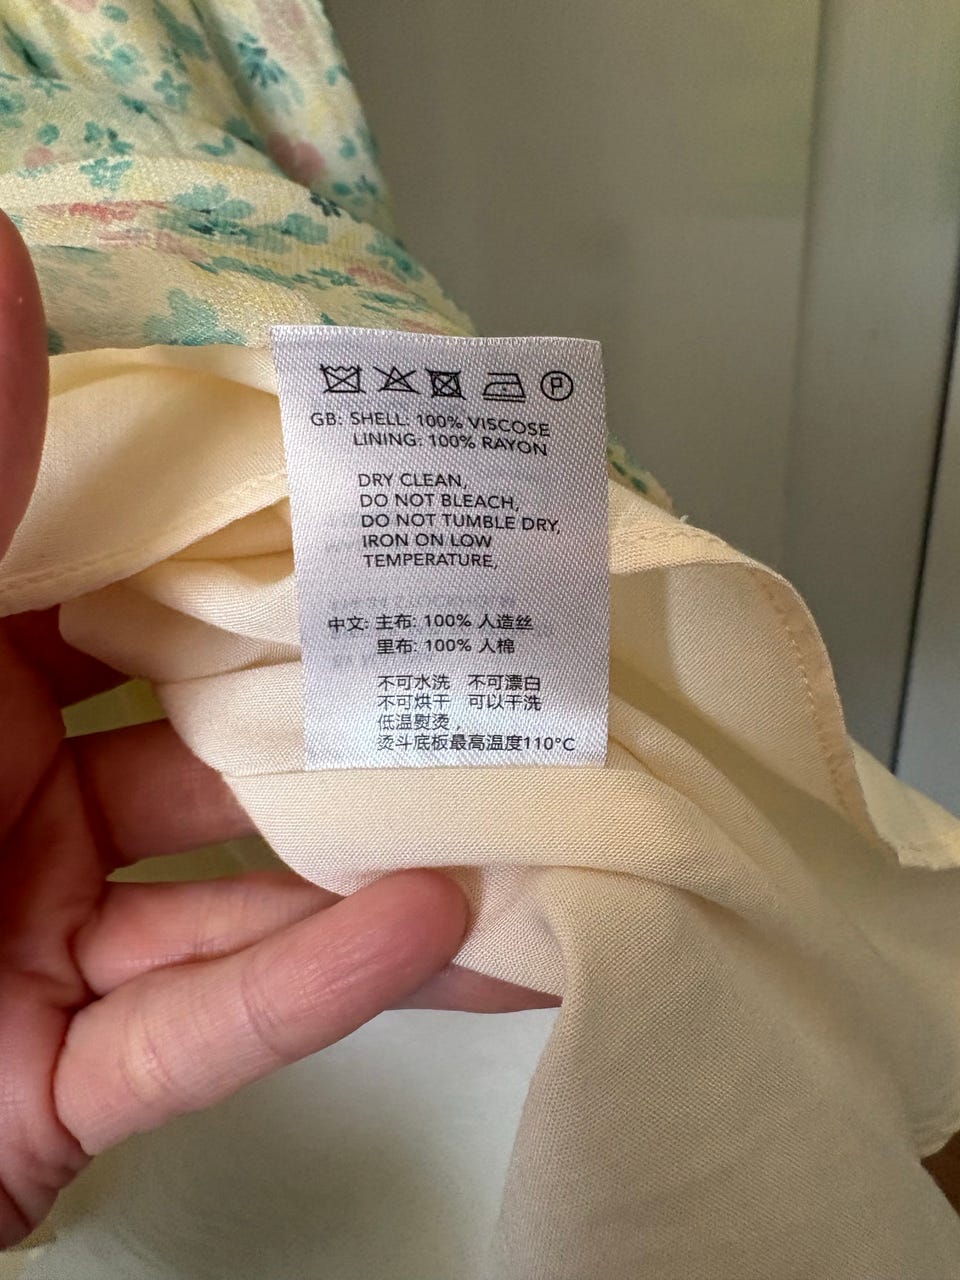 P
GB: SHELL: 100% VISCOSE
LINING: 100% RAYON
DRY CLEAN,
DO NOT BLEACH,
DO NOT TUMBLE DRY,
IRON ON LOW
TEMPERATURE,
中文: 主布: 100% 人造丝
里布: 100% 人棉
不可水洗 不可漂白
不可烘干 可以干洗
低温熨烫,
烫斗底板最高温度110°C